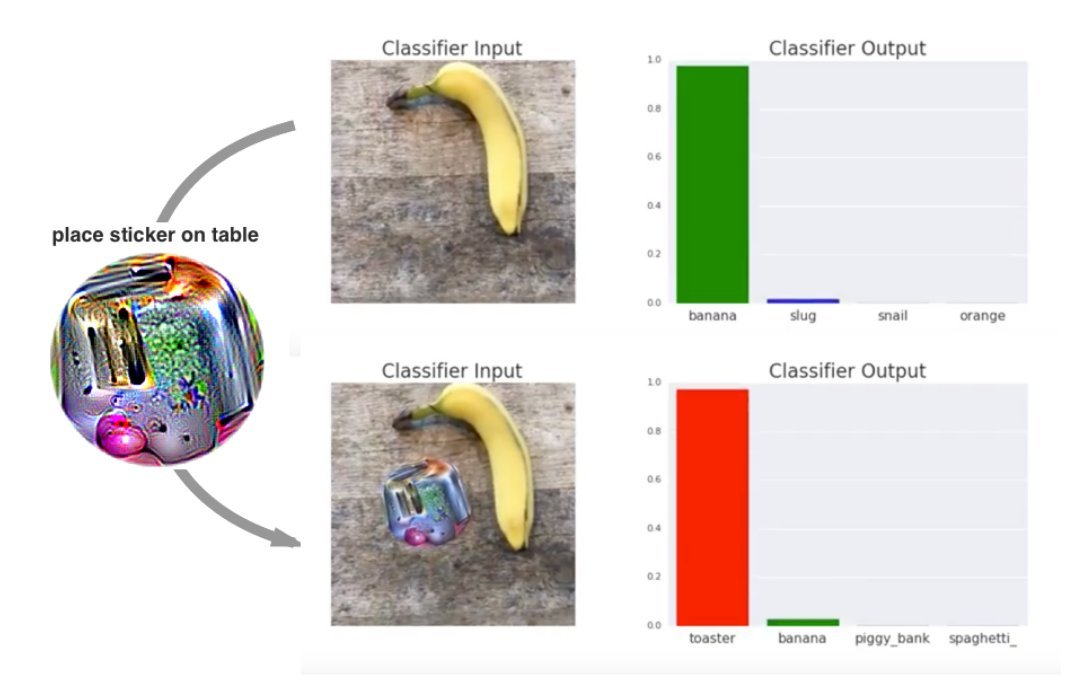 place sticker on table
Classifier Input
Classifier Output
1.0
0.8
0.6
0.4
0.2
0.0
banana slug snail orange
Classifier Input
Classifier Output
1.0
0.8
0.6
0.4
0.2
0.0
toaster banana piggy_bank spaghetti_